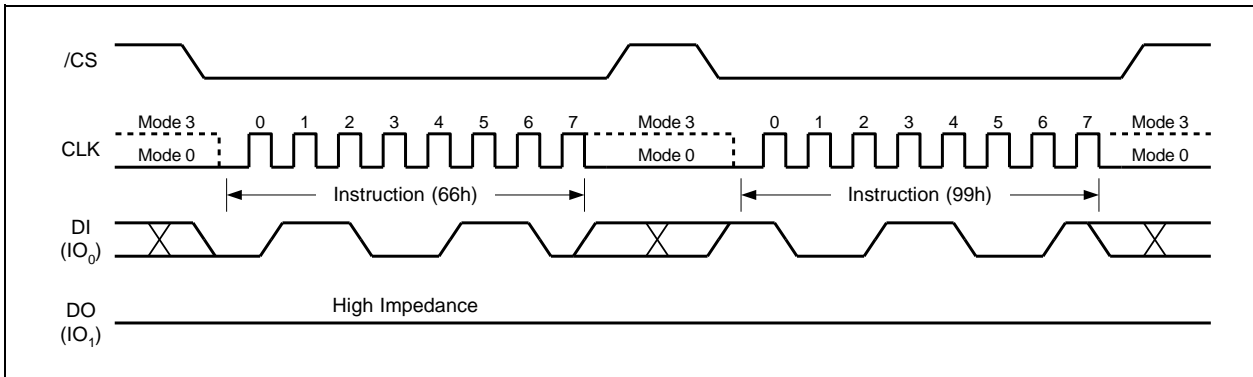 /CS
Mode 3 0 1 2 3 4 5 6 7 Mode 3 0 1 2 3 4 5 6 7 Mode 3
CLK
Mode 0 Mode 0 Mode 0
Instruction (66h) Instruction (99h)
DI
(IO0)
High Impedance
DO
(IO1)